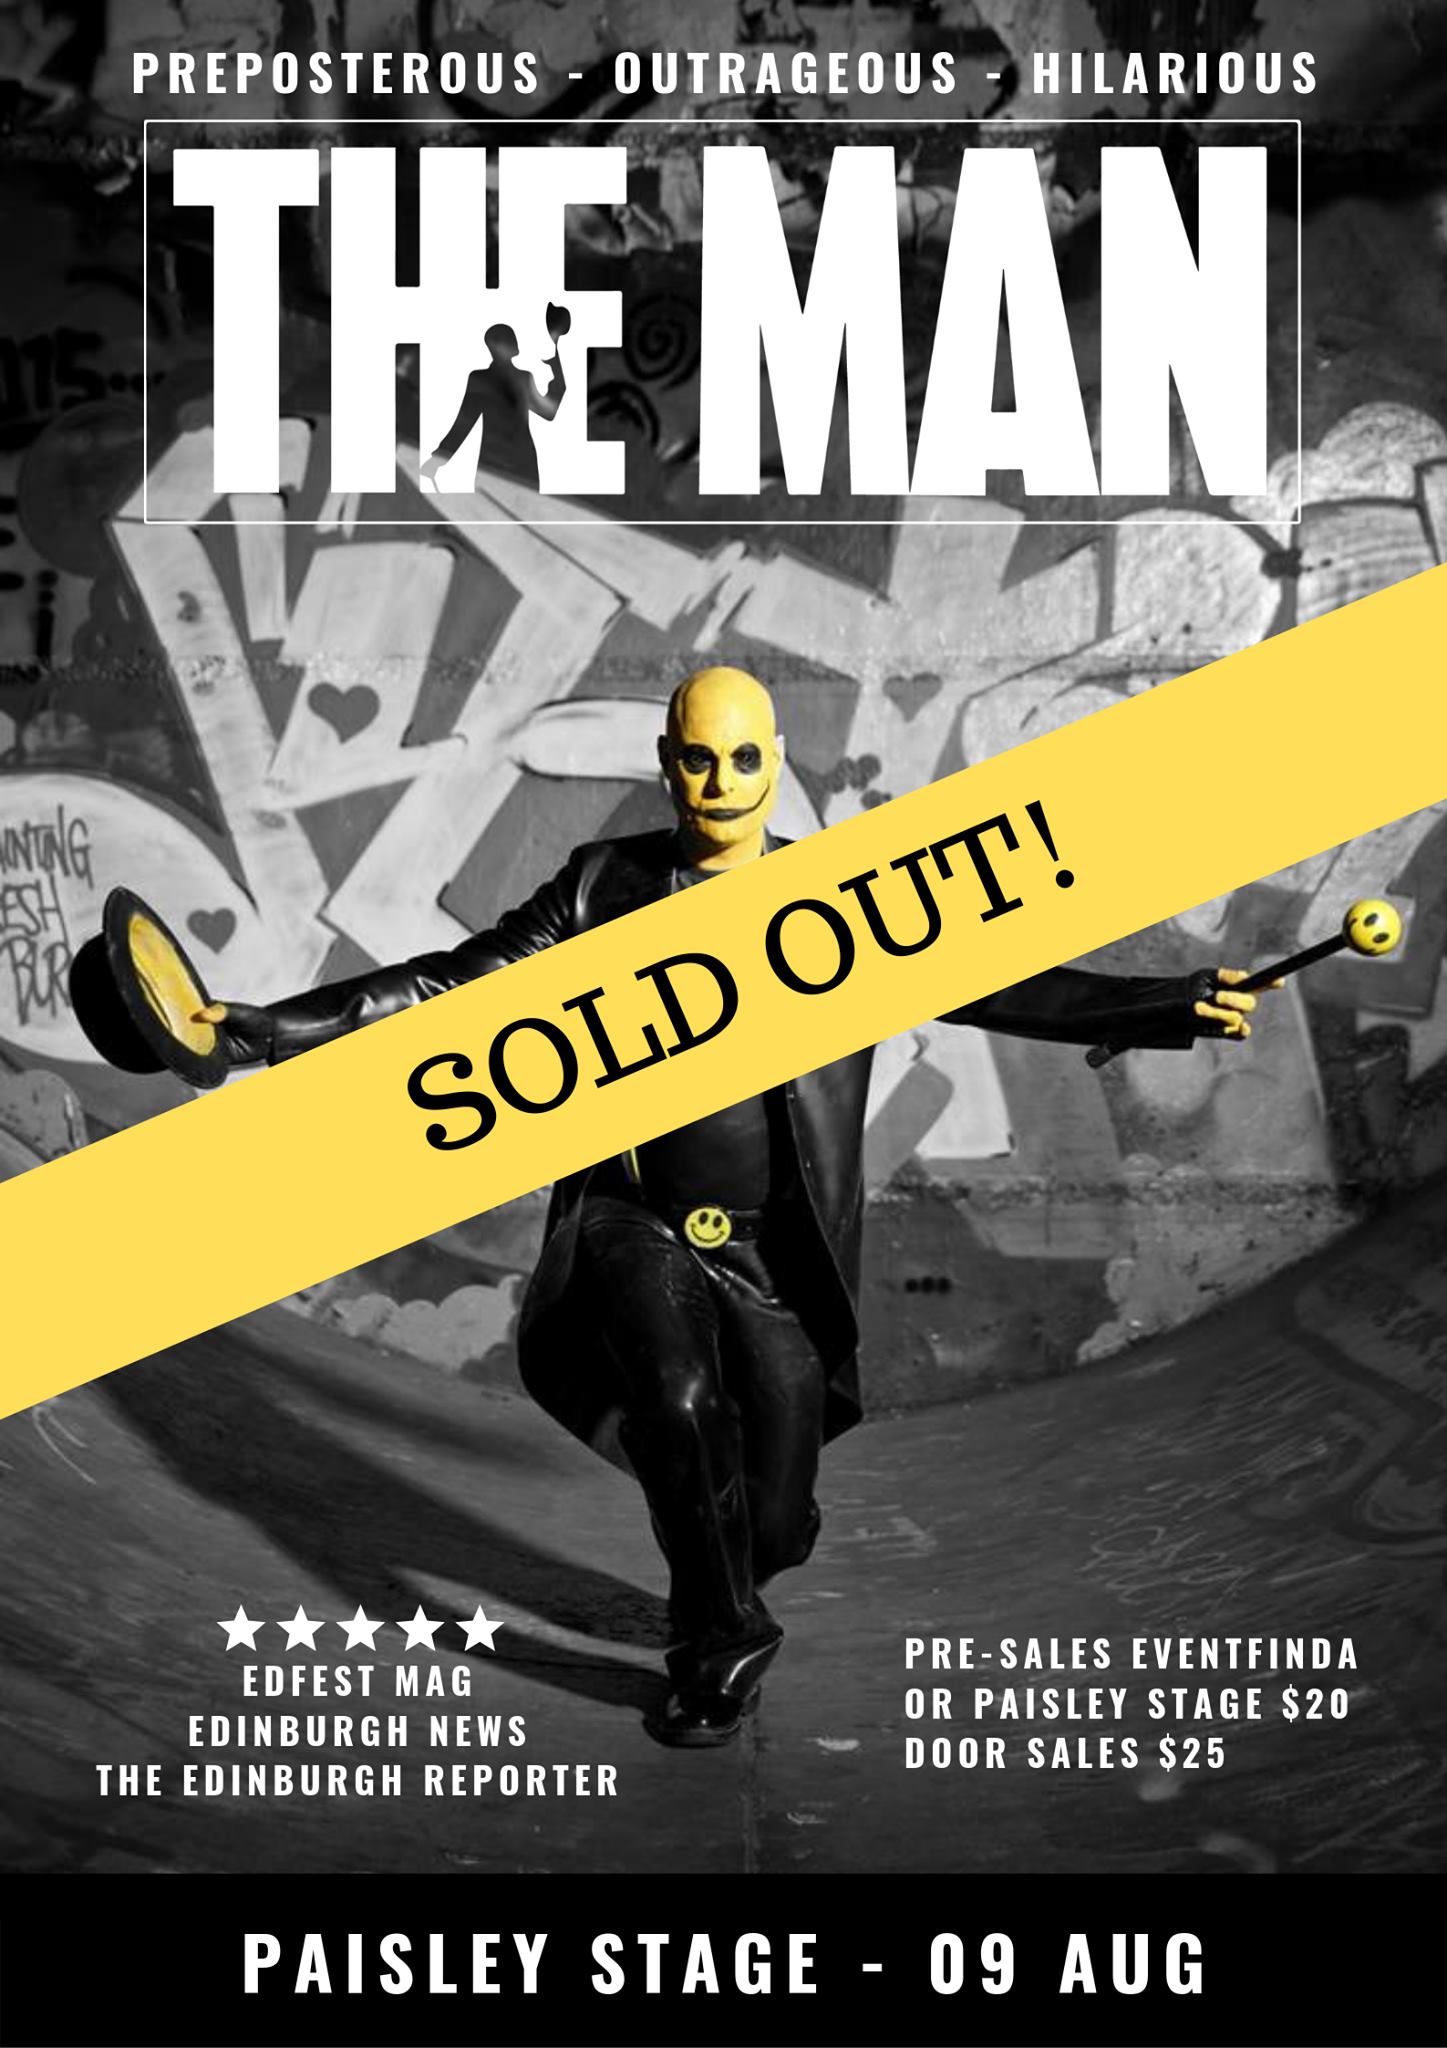 PREPOSTEROUS - OUTRAGEOUS - HILARIOUS
THE MAN
SOLD OUT!
EDFEST MAG
EDINBURGH NEWS
THE EDINBURGH REPORTER
PRE-SALES EVENTFINDA
OR PAISLEY STAGE $20
DOOR SALES $25
PAISLEY STAGE - 09 AUG